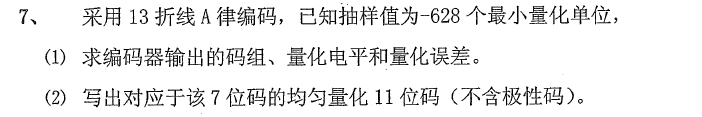 7、 采用 13 折线 A 律编码，已知抽样值为-628 个最小量化单位，
⑴ 求编码器输出的码组、量化电平和量化误差。
⑵ 写出对应于该 7 位码的均匀量化 11 位码（不含极性码）。